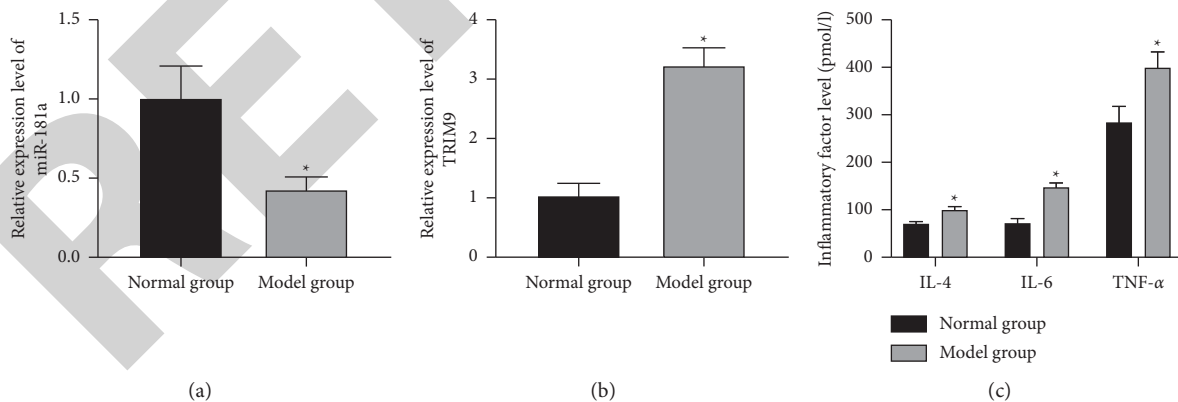 1.5
1.0
0.5
0.0
Relative expression level of
miR-181a
*
Normal group
Model group
(a)
4
3
2
1
0
Relative expression level of
TRIM9
*
Normal group
Model group
(b)
500
400
300
200
100
0
Inflammatory factor level (pmol/l)
*
*
*
IL-4
IL-6
TNF-α
Normal group
Model group
(c)